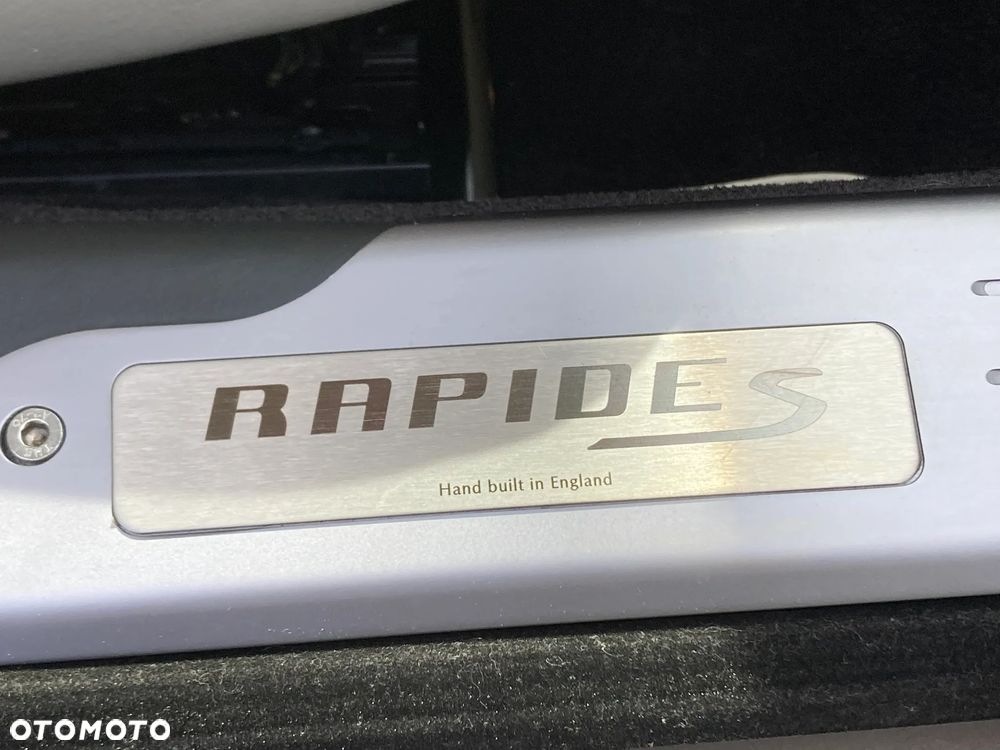 RAPIDE S
Hand built in England
OTOMOTO